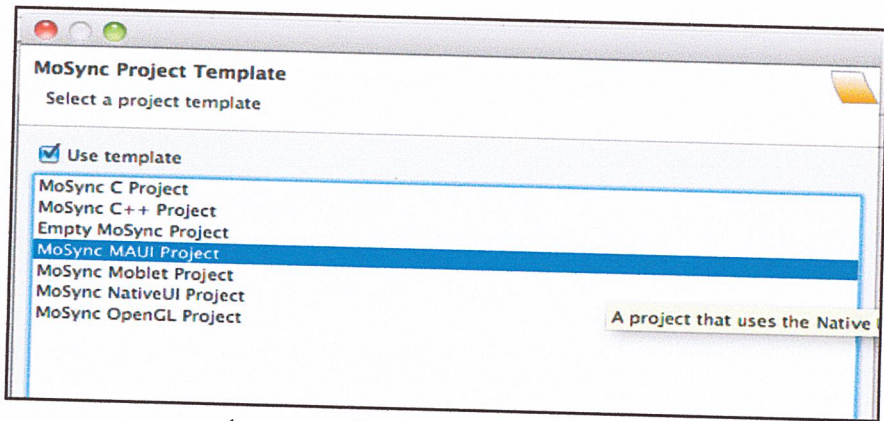 MoSync Project Template
Select a project template
Use template
MoSync C Project
MoSync C++ Project
Empty MoSync Project
MoSync MAUI Project
MoSync Moblet Project
MoSync NativeUI Project
MoSync OpenGL Project
A project that uses the Native